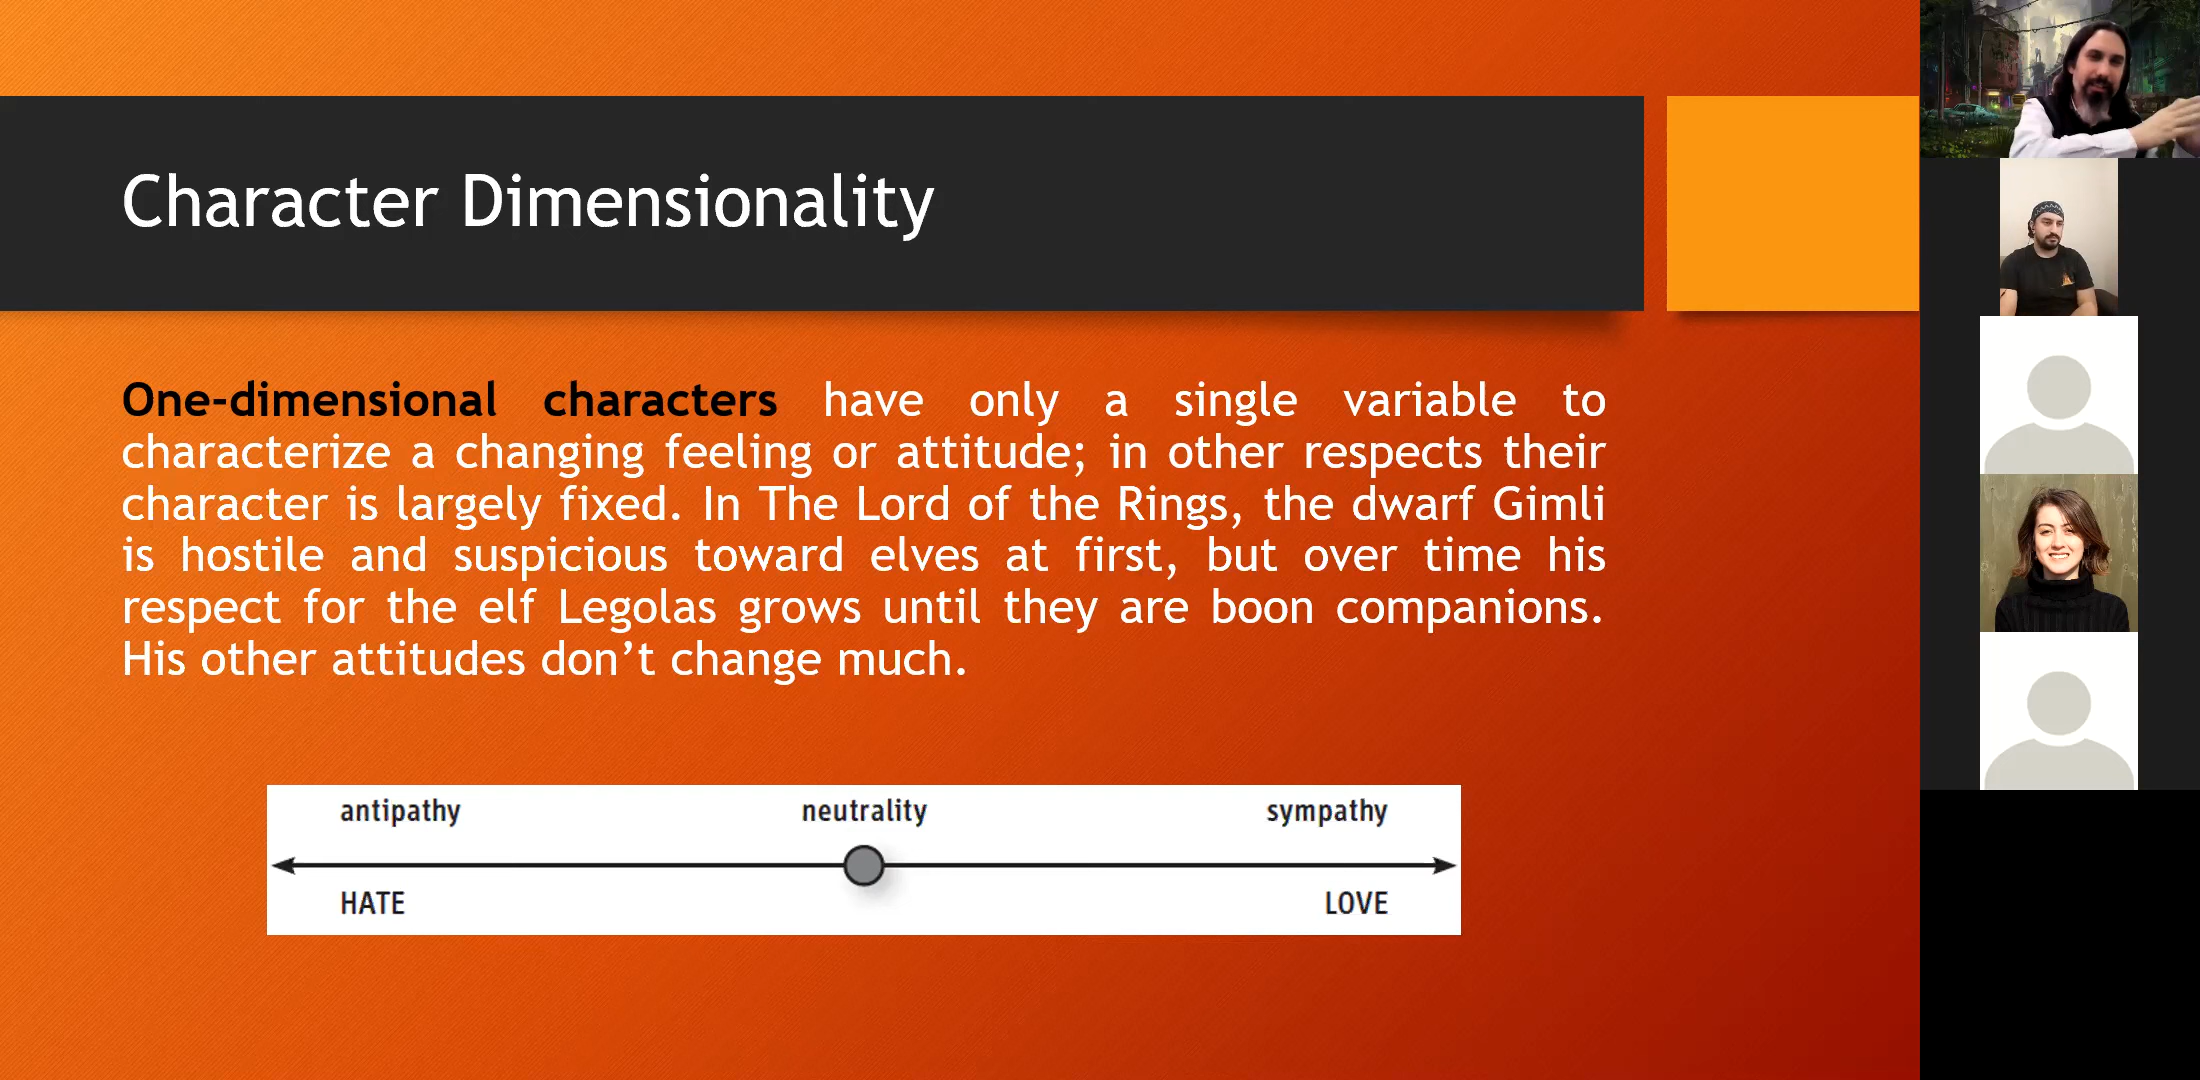 Character Dimensionality
One-dimensional characters have only a single variable to
characterize a changing feeling or attitude; in other respects their
character is largely fixed. In The Lord of the Rings, the dwarf Gimli
is hostile and suspicious toward elves at first, but over time his
respect for the elf Legolas grows until they are boon companions.
His other attitudes don’t change much.
antipathy neutrality sympathy
HATE LOVE